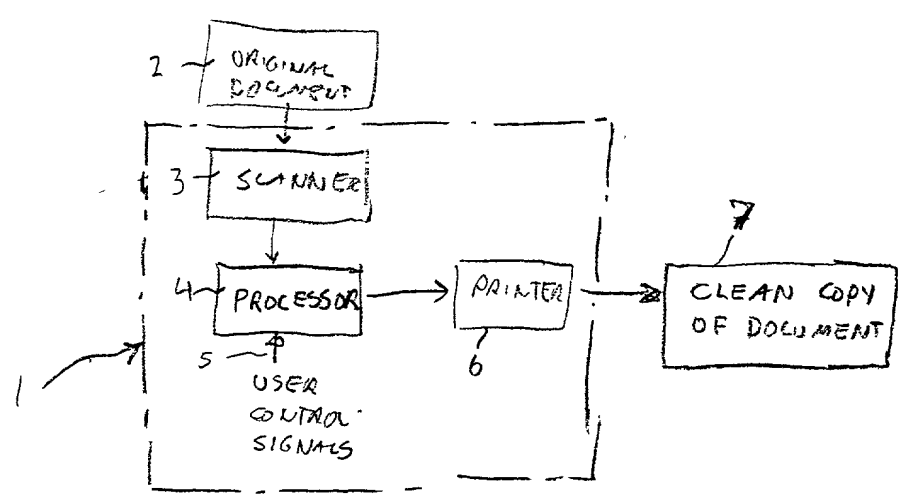 2
ORIGINAL
DOCUMENT
3
SCANNER
4
PROCESSOR
PRINTER
7
CLEAN COPY
OF DOCUMENT
5
6
1
USER
CONTROL
SIGNALS